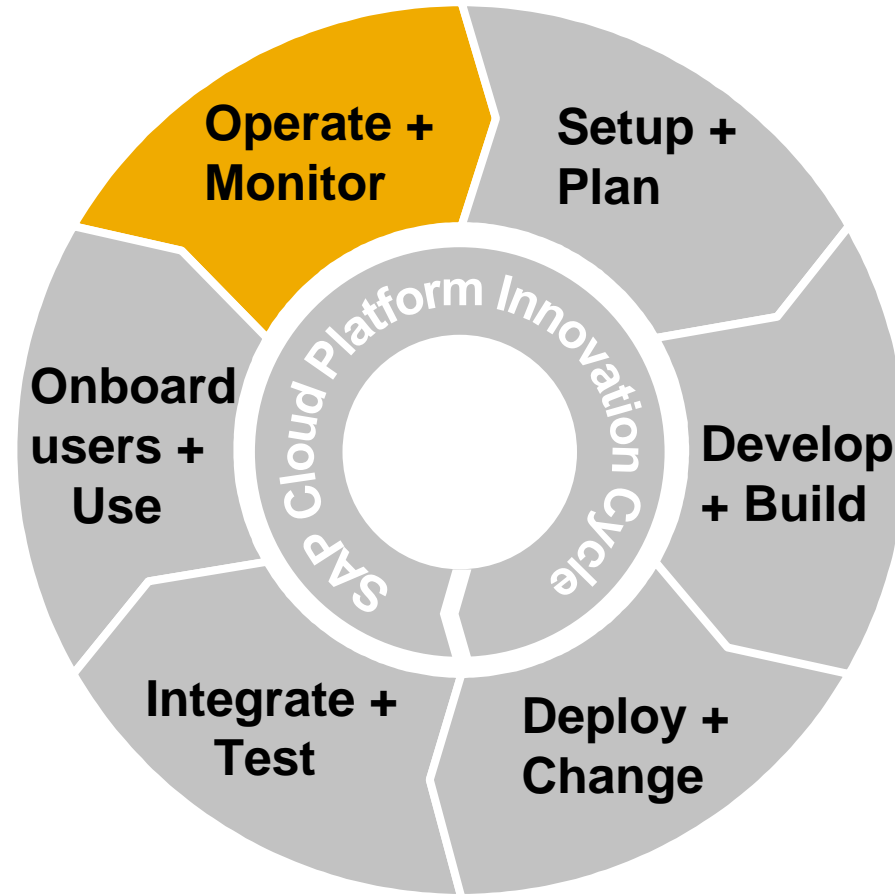 Operate +
Monitor
Setup +
Plan
Onboard
users +
Use
SAP Cloud Platform Innovation Cycle
Develop
+ Build
Integrate +
Test
Deploy +
Change